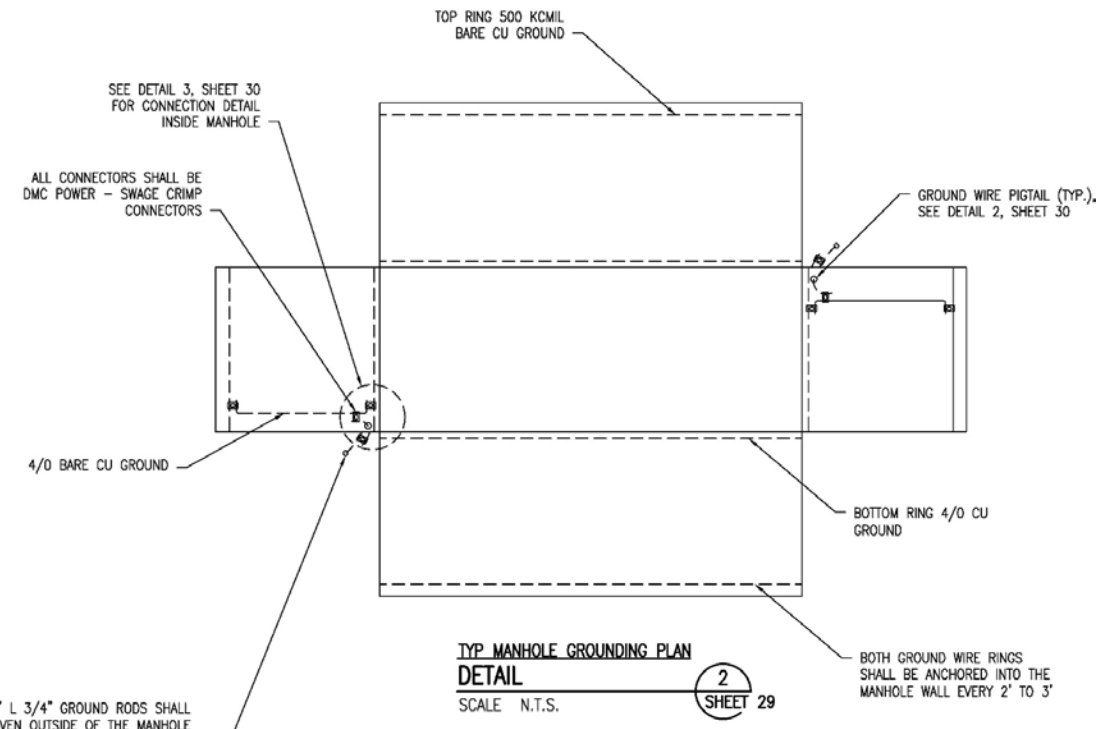 TOP RING 500 KCMIL
BARE CU GROUND
SEE DETAIL 3, SHEET 30
FOR CONNECTION DETAIL
INSIDE MANHOLE
ALL CONNECTORS SHALL BE
DMC POWER – SWAGE CRIMP
CONNECTORS
GROUND WIRE PIGTAIL (TYP.).
SEE DETAIL 2, SHEET 30
4/0 BARE CU GROUND
BOTTOM RING 4/0 CU
GROUND
BOTH GROUND WIRE RINGS
SHALL BE ANCHORED INTO THE
MANHOLE WALL EVERY 2' TO 3'
TYP MANHOLE GROUNDING PLAN
DETAIL
2
SCALE N.T.S.
SHEET 29
' L 3/4" GROUND RODS SHALL
OUTSIDE OF THE MANHOLE